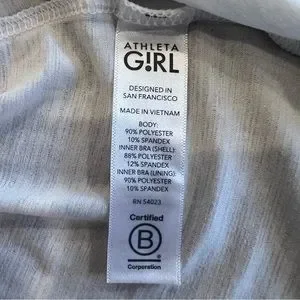 ATHLETA
G!RL
DESIGNED IN
SAN FRANCISCO
MADE IN VIETNAM
BODY:
90% POLYESTER
10% SPANDEX
INNER BRA (SHELL):
88% POLYESTER
12% SPANDEX
INNER BRA (LINING):
90% POLYESTER
10% SPANDEX
RN 54023
Certified
B
Corporation